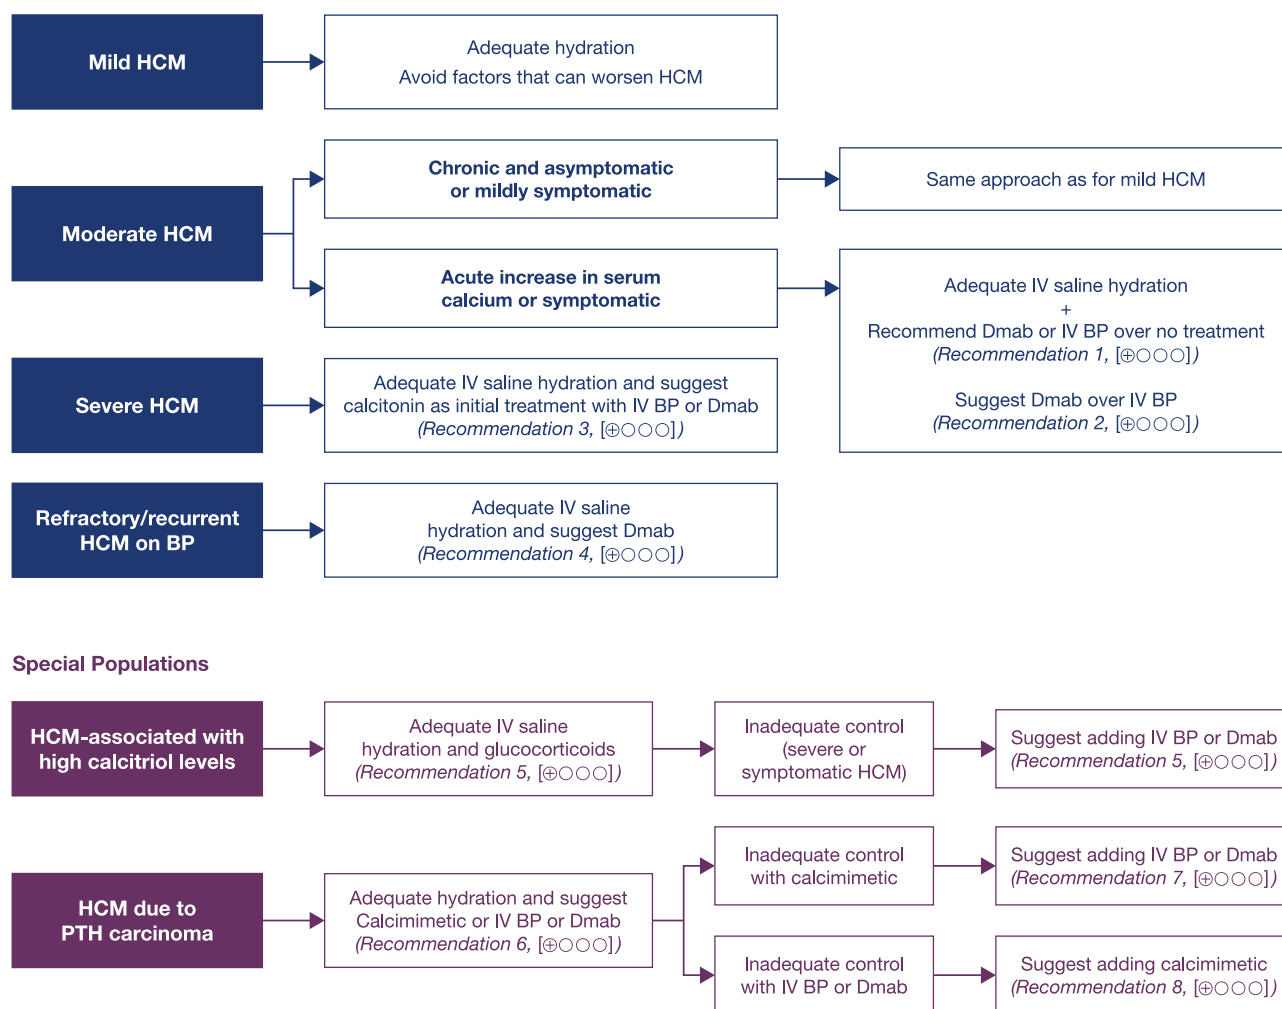 Mild HCM
Adequate hydration
Avoid factors that can worsen HCM
Moderate HCM
Chronic and asymptomatic
or mildly symptomatic
Same approach as for mild HCM
Acute increase in serum
calcium or symptomatic
Adequate IV saline hydration
+
Recommend Dmab or IV BP over no treatment
(Recommendation 1, [⊕○○○])
Suggest Dmab over IV BP
(Recommendation 2, [⊕○○○])
Severe HCM
Adequate IV saline hydration and suggest
calcitonin as initial treatment with IV BP or Dmab
(Recommendation 3, [⊕○○○])
Refractory/recurrent
HCM on BP
Adequate IV saline
hydration and suggest Dmab
(Recommendation 4, [⊕○○○])
Special Populations
HCM-associated with
high calcitriol levels
Adequate IV saline
hydration and glucocorticoids
(Recommendation 5, [⊕○○○])
Inadequate control
(severe or
symptomatic HCM)
Suggest adding IV BP or Dmab
(Recommendation 5, [⊕○○○])
HCM due to
PTH carcinoma
Adequate hydration and suggest
Calcimimetic or IV BP or Dmab
(Recommendation 6, [⊕○○○])
Inadequate control
with calcimimetic
Suggest adding IV BP or Dmab
(Recommendation 7, [⊕○○○])
Inadequate control
with IV BP or Dmab
Suggest adding calcimimetic
(Recommendation 8, [⊕○○○])